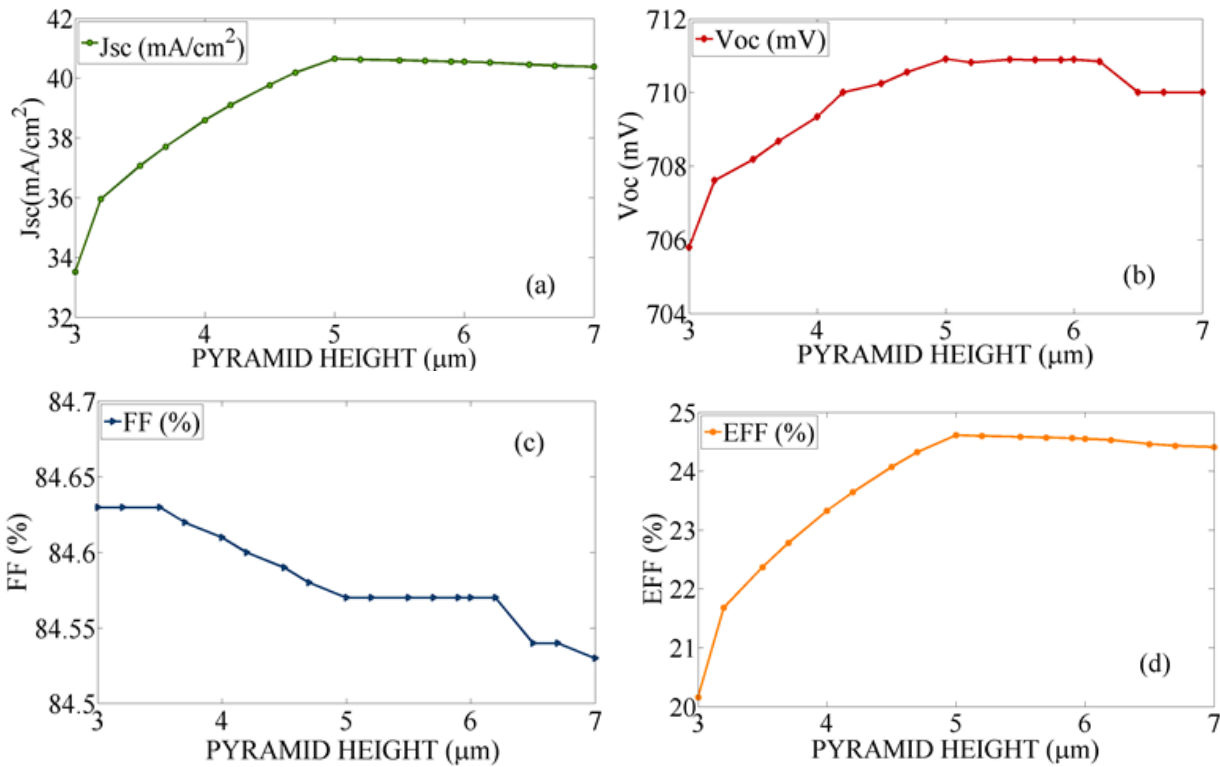 42
Jsc (mA/cm²)
40
38
36
34
32
Jsc(mA/cm²)
(a)
3 4 5 6 7
PYRAMID HEIGHT (µm)
712
Voc (mV)
710
708
706
704
Voc (mV)
(b)
3 4 5 6 7
PYRAMID HEIGHT (µm)
84.7
FF (%)
84.65
84.6
84.55
84.5
FF (%)
(c)
3 4 5 6 7
PYRAMID HEIGHT (µm)
25
EFF (%)
24
23
22
21
20
EFF (%)
(d)
3 4 5 6 7
PYRAMID HEIGHT (µm)